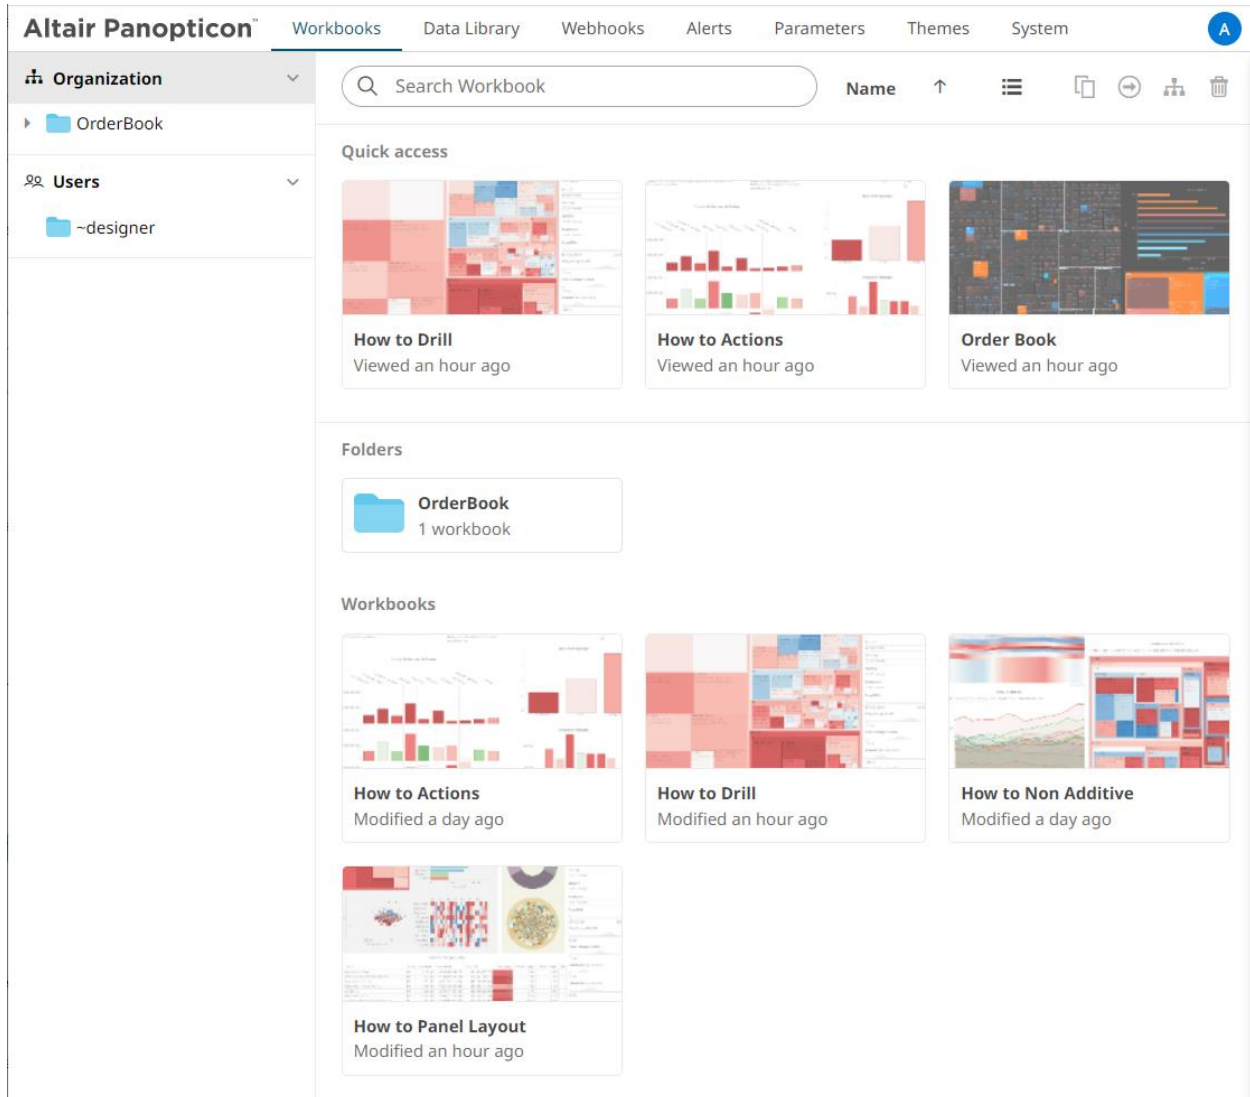 Altair Panopticon™
Workbooks
Data Library
Webhooks
Alerts
Parameters
Themes
System
A
Organization
OrderBook
Users
~designer
Search Workbook
Name
Quick access
How to Drill
Viewed an hour ago
How to Actions
Viewed an hour ago
Order Book
Viewed an hour ago
Folders
OrderBook
1 workbook
Workbooks
How to Actions
Modified a day ago
How to Drill
Modified an hour ago
How to Non Additive
Modified a day ago
How to Panel Layout
Modified an hour ago